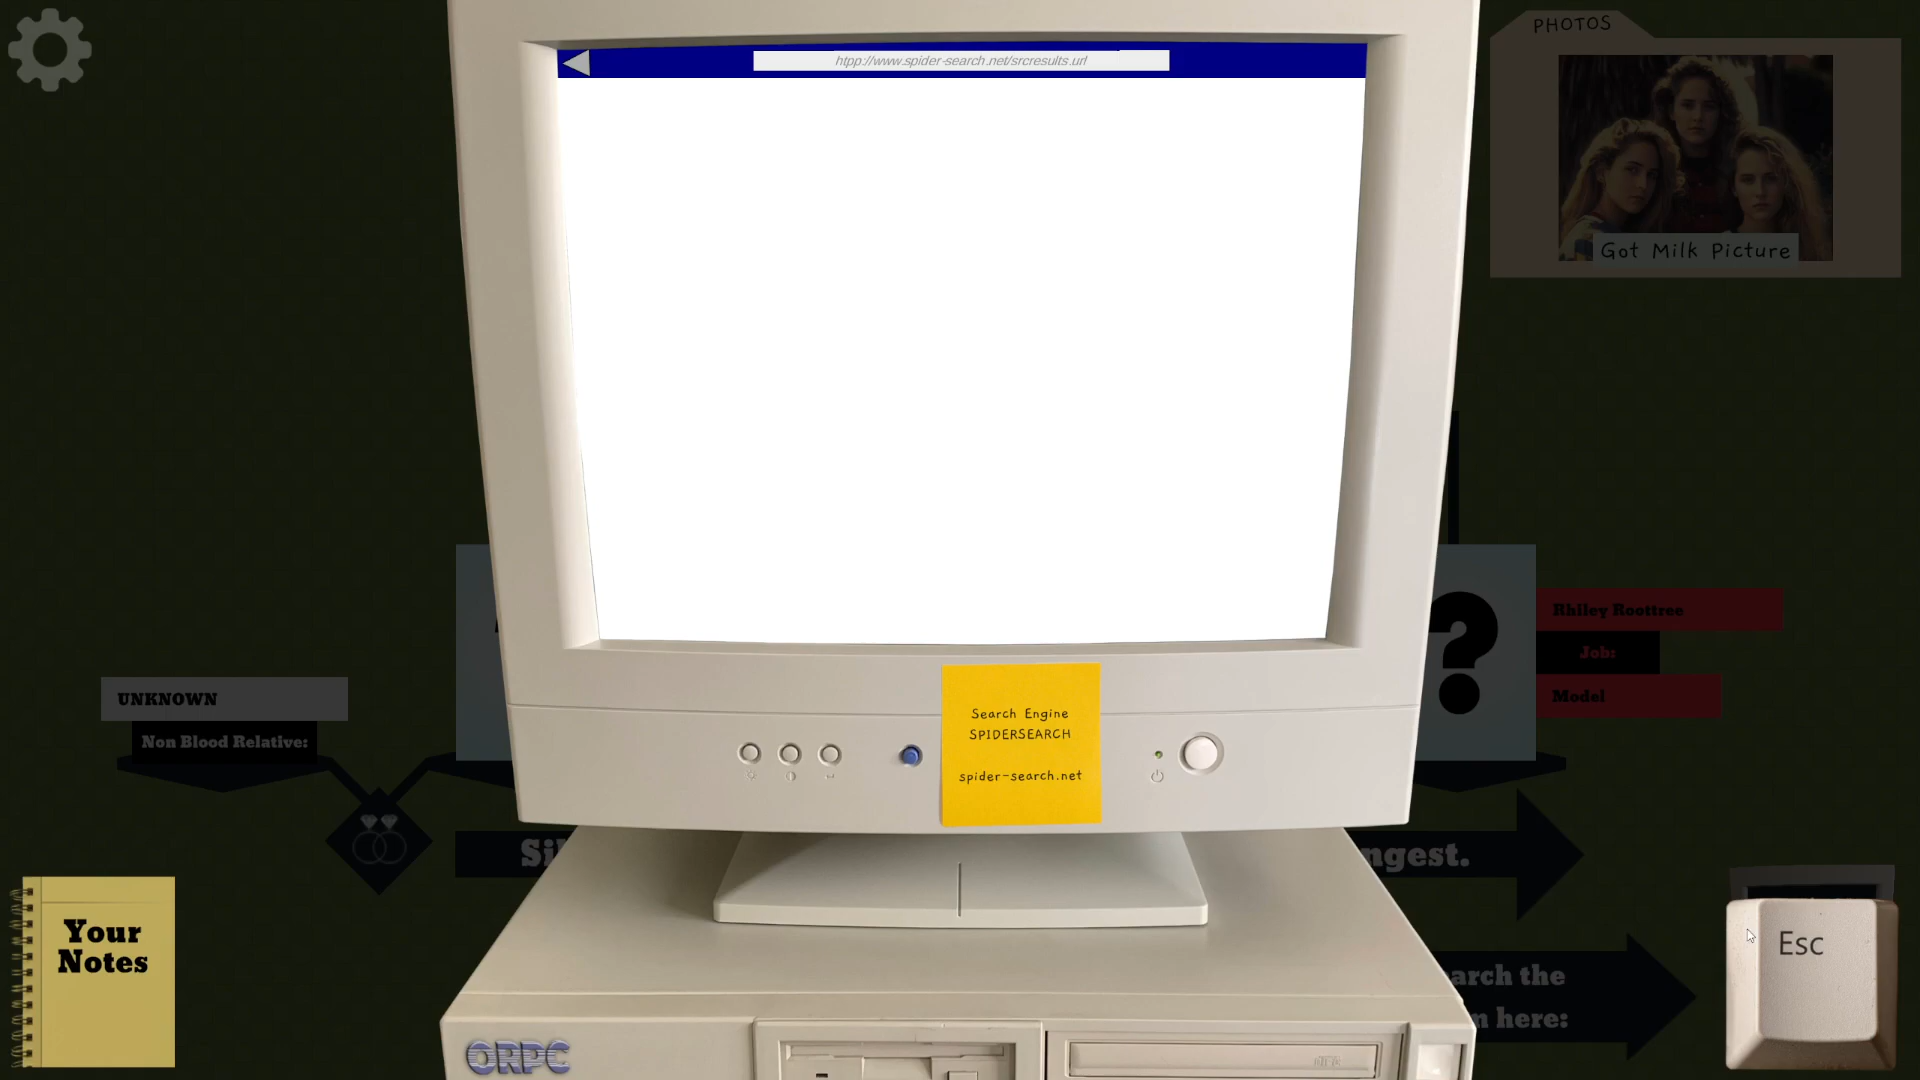 PHOTOS
htpp://www.spider-search.net/srcresults.url
Got Milk Picture
Rhiley Roottree
Job:
Model
UNKNOWN
Non Blood Relative:
Search Engine
SPIDERSEARCH
spider-search.net
ngest.
Your
Notes
Esc
arch the
n here:
ORPC